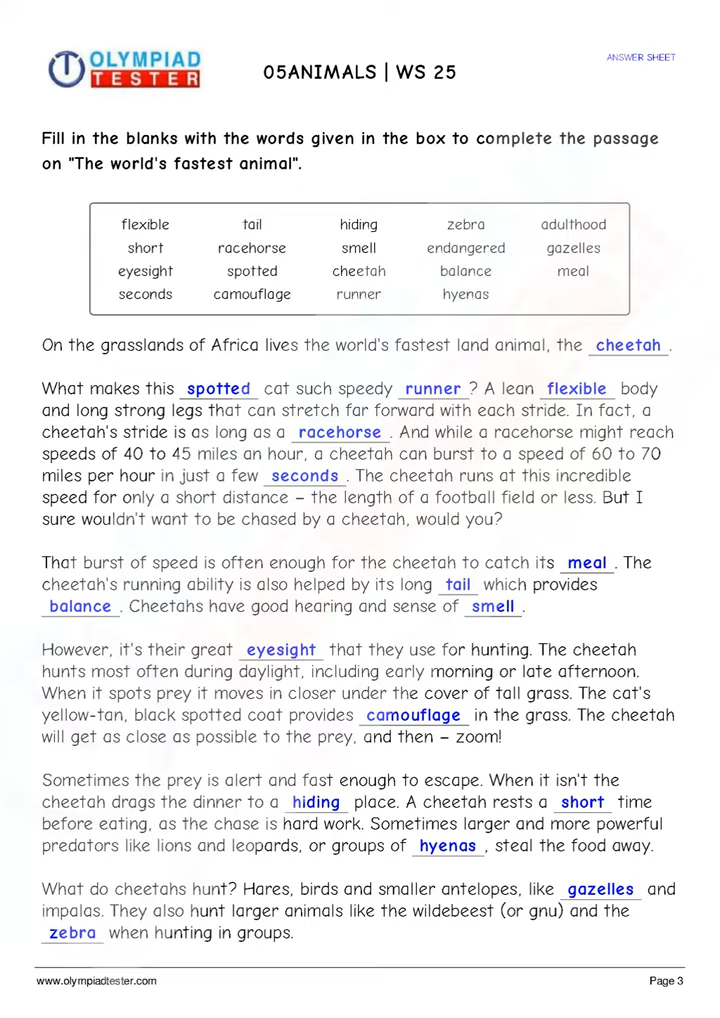 OLYMPIAD
TESTER
05ANIMALS | WS 25
ANSWER SHEET
Fill in the blanks with the words given in the box to complete the passage
on "The world's fastest animal".
flexible tail hiding zebra adulthood
short racehorse smell endangered gazelles
eyesight spotted cheetah balance meal
seconds camouflage runner hyenas
On the grasslands of Africa lives the world's fastest land animal, the cheetah .
What makes this spotted cat such speedy runner ? A lean flexible body
and long strong legs that can stretch far forward with each stride. In fact, a
cheetah's stride is as long as a racehorse . And while a racehorse might reach
speeds of 40 to 45 miles an hour, a cheetah can burst to a speed of 60 to 70
miles per hour in just a few seconds . The cheetah runs at this incredible
speed for only a short distance – the length of a football field or less. But I
sure wouldn't want to be chased by a cheetah, would you?
That burst of speed is often enough for the cheetah to catch its meal . The
cheetah's running ability is also helped by its long tail which provides
balance . Cheetahs have good hearing and sense of smell .
However, it's their great eyesight that they use for hunting. The cheetah
hunts most often during daylight, including early morning or late afternoon.
When it spots prey it moves in closer under the cover of tall grass. The cat's
yellow-tan, black spotted coat provides camouflage in the grass. The cheetah
will get as close as possible to the prey, and then – zoom!
Sometimes the prey is alert and fast enough to escape. When it isn't the
cheetah drags the dinner to a hiding place. A cheetah rests a short time
before eating, as the chase is hard work. Sometimes larger and more powerful
predators like lions and leopards, or groups of hyenas , steal the food away.
What do cheetahs hunt? Hares, birds and smaller antelopes, like gazelles and
impalas. They also hunt larger animals like the wildebeest (or gnu) and the
zebra when hunting in groups.
www.olympiadtester.com
Page 3